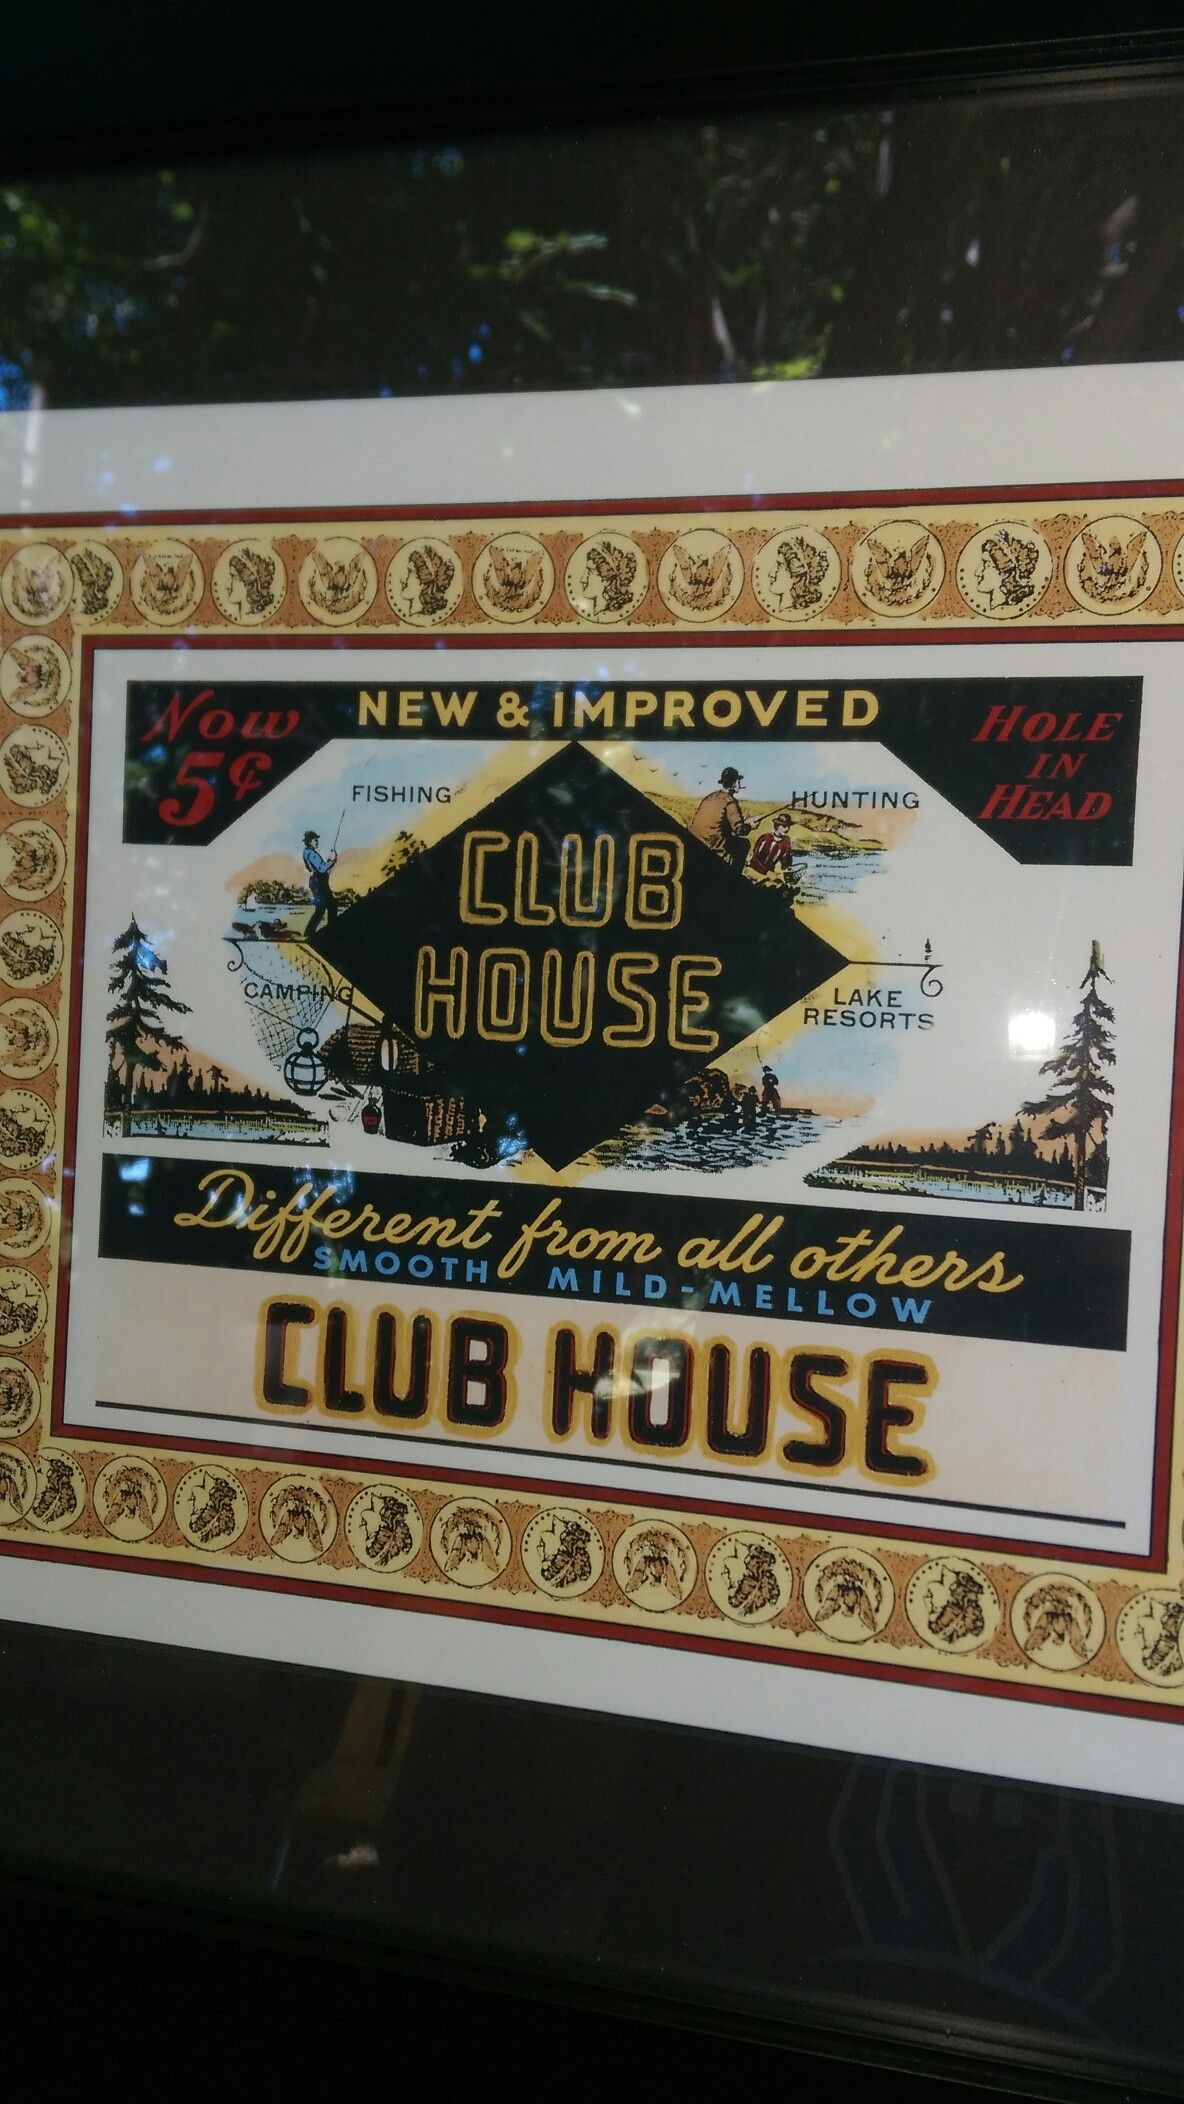 NEW & IMPROVED
Now
5¢
HOLE
IN
HEAD
FISHING
HUNTING
CLUB
HOUSE
CAMPING
LAKE
RESORTS
Different from all others
SMOOTH MILD-MELLOW
CLUB HOUSE